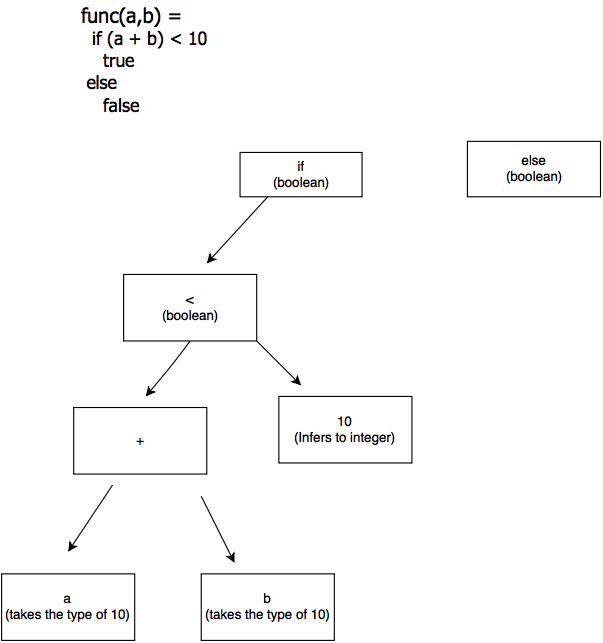 func(a,b) =
if (a + b) < 10
true
else
false
if
(boolean)
else
(boolean)
<
(boolean)
+
10
(Infers to integer)
a
(takes the type of 10)
b
(takes the type of 10)